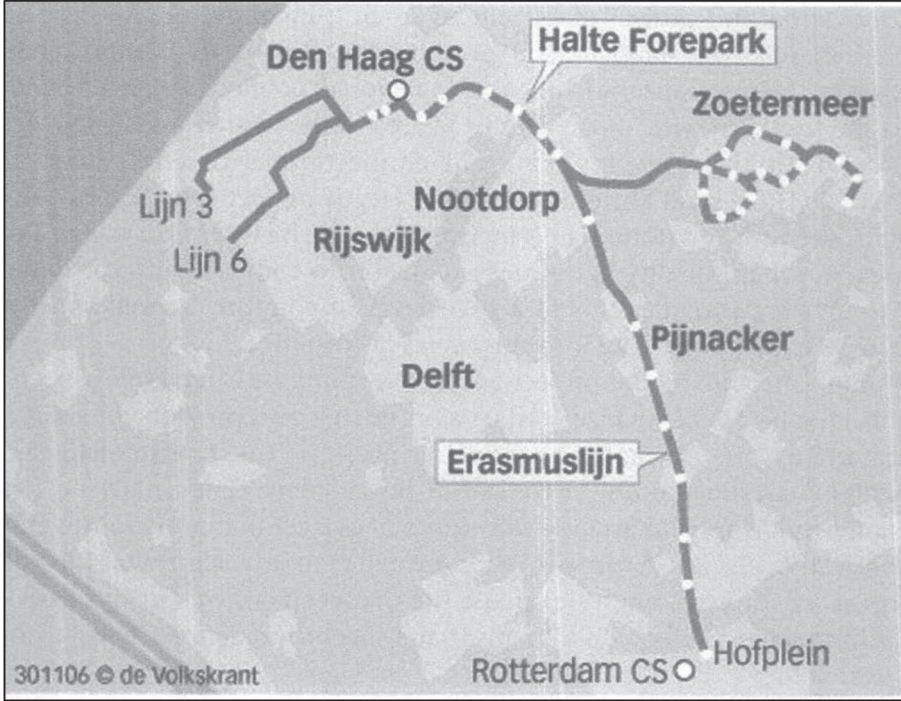 Halte Forepark
Den Haag CS
Zoetermeer
Lijn 3
Nootdorp
Rijswijk
Lijn 6
Pijnacker
Delft
Erasmuslijn
Hofplein
Rotterdam CS
301106 © de Volkskrant